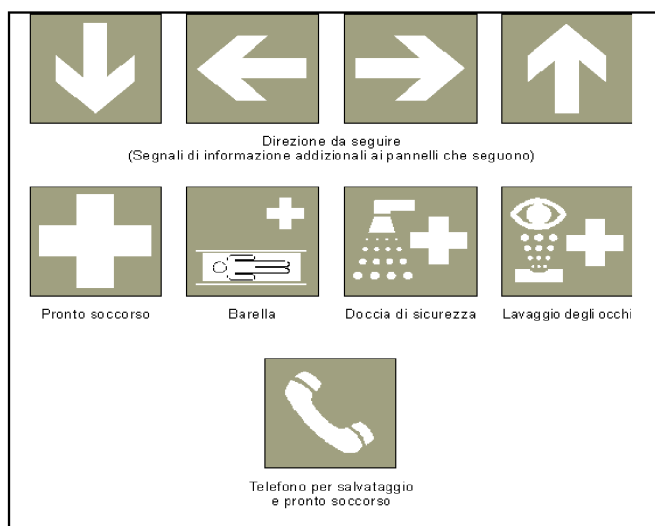 Direzione da seguire
(Segnali di informazione addizionali ai pannelli che seguono)
Pronto soccorso
Barella
Doccia di sicurezza
Lavaggio degli occhi
Telefono per salvataggio
e pronto soccorso